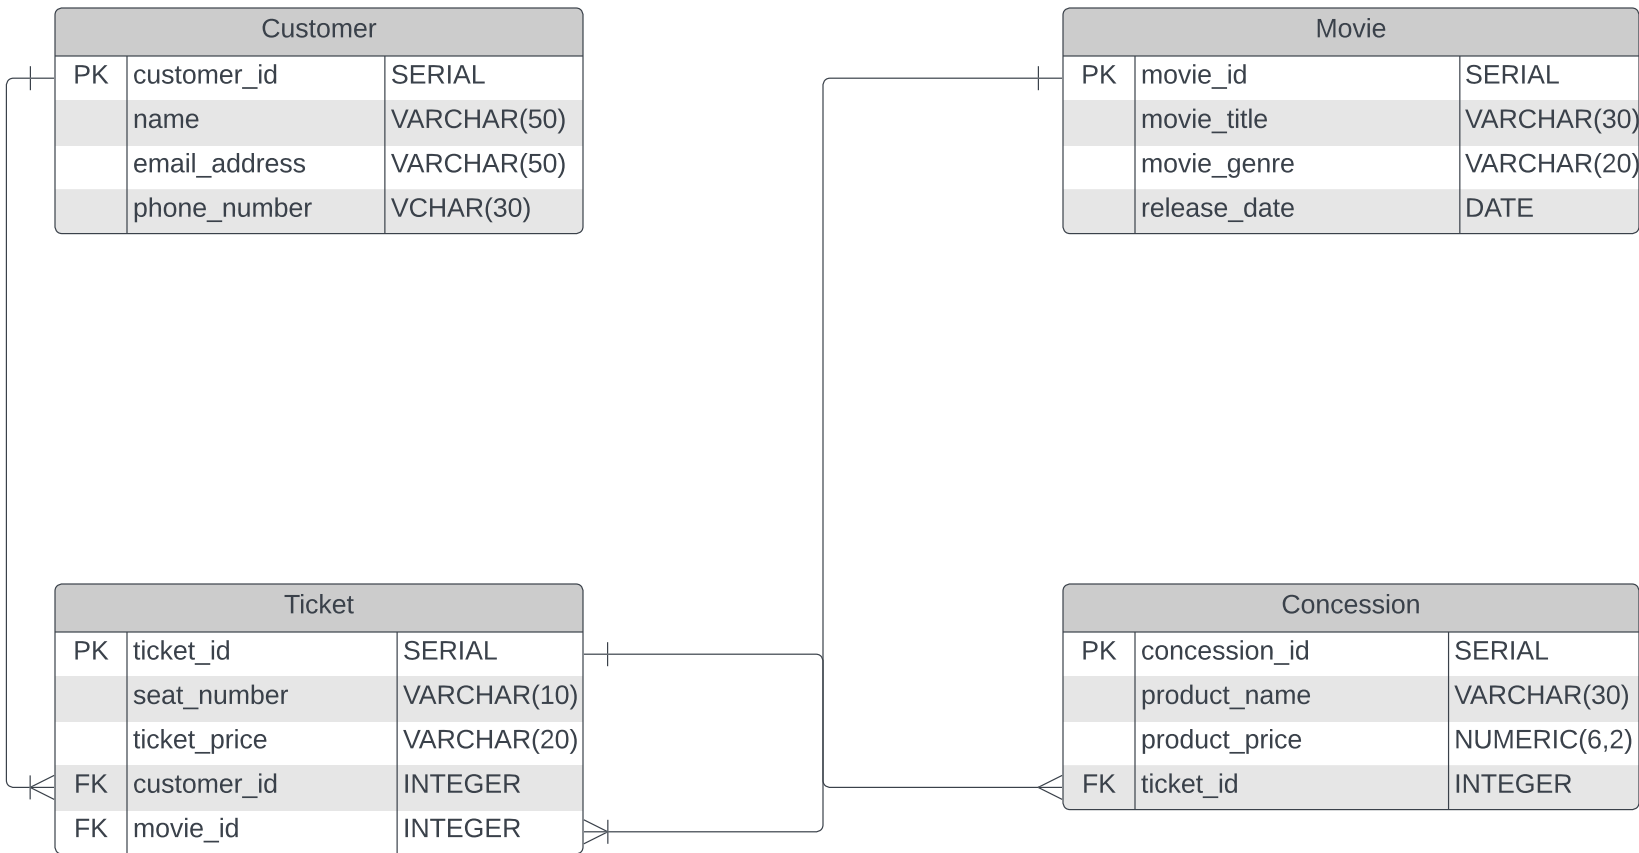 Customer
PK customer_id SERIAL
name VARCHAR(50)
email_address VARCHAR(50)
phone_number VCHAR(30)
Movie
PK movie_id SERIAL
movie_title VARCHAR(30)
movie_genre VARCHAR(20)
release_date DATE
Ticket
PK ticket_id SERIAL
seat_number VARCHAR(10)
ticket_price VARCHAR(20)
FK customer_id INTEGER
FK movie_id INTEGER
Concession
PK concession_id SERIAL
product_name VARCHAR(30)
product_price NUMERIC(6,2)
FK ticket_id INTEGER